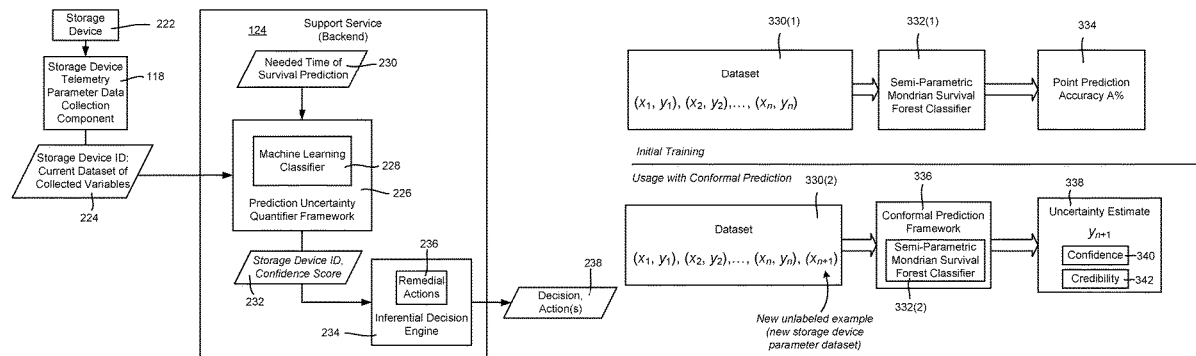 Storage
Device
222
Storage Device
Telemetry
Parameter Data
Collection
Component
118
Storage Device ID:
Current Dataset of
Collected Variables
224
124
Support Service
(Backend)
Needed Time of
Survival Prediction
230
Machine Learning
Classifier
228
226
Prediction Uncertainty
Quantifier Framework
Storage Device ID,
Confidence Score
232
236
Remedial
Actions
234
Inferential Decision
Engine
238
Decision,
Action(s)
330(1)
Dataset
(x1, y1), (x2, y2),..., (xn, yn)
332(1)
Semi-Parametric
Mondrian Survival
Forest Classifier
334
Point Prediction
Accuracy A%
Initial Training
Usage with Conformal Prediction
330(2)
Dataset
(x1, y1), (x2, y2),..., (xn, yn), (xn+1)
New unlabeled example
(new storage device
parameter dataset)
336
Conformal Prediction
Framework
Semi-Parametric
Mondrian Survival
Forest Classifier
332(2)
338
Uncertainty Estimate
yn+1
Confidence
340
Credibility
342